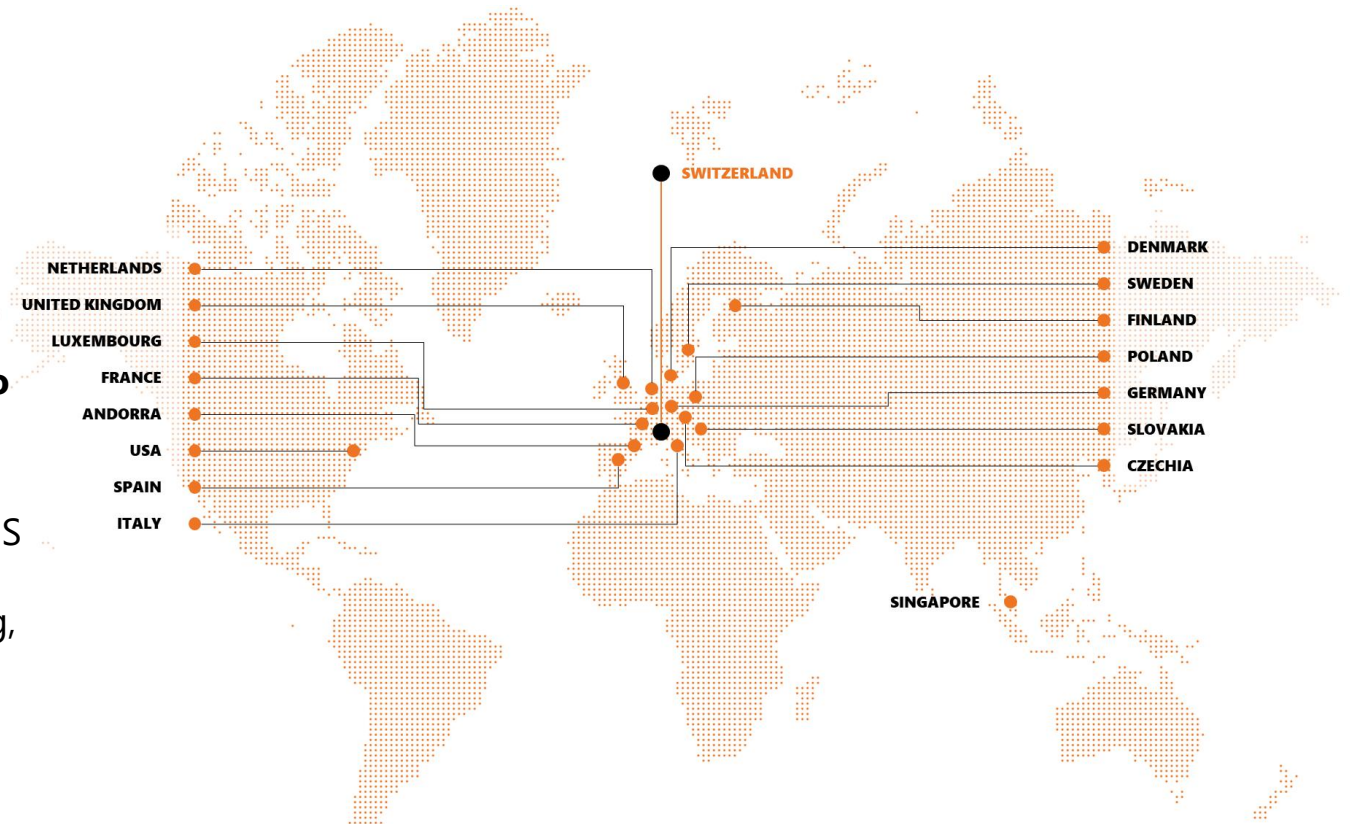 SWITZERLAND
NETHERLANDS
UNITED KINGDOM
LUXEMBOURG
FRANCE
ANDORRA
USA
SPAIN
ITALY
DENMARK
SWEDEN
FINLAND
POLAND
GERMANY
SLOVAKIA
CZECHIA
SINGAPORE
S
g,